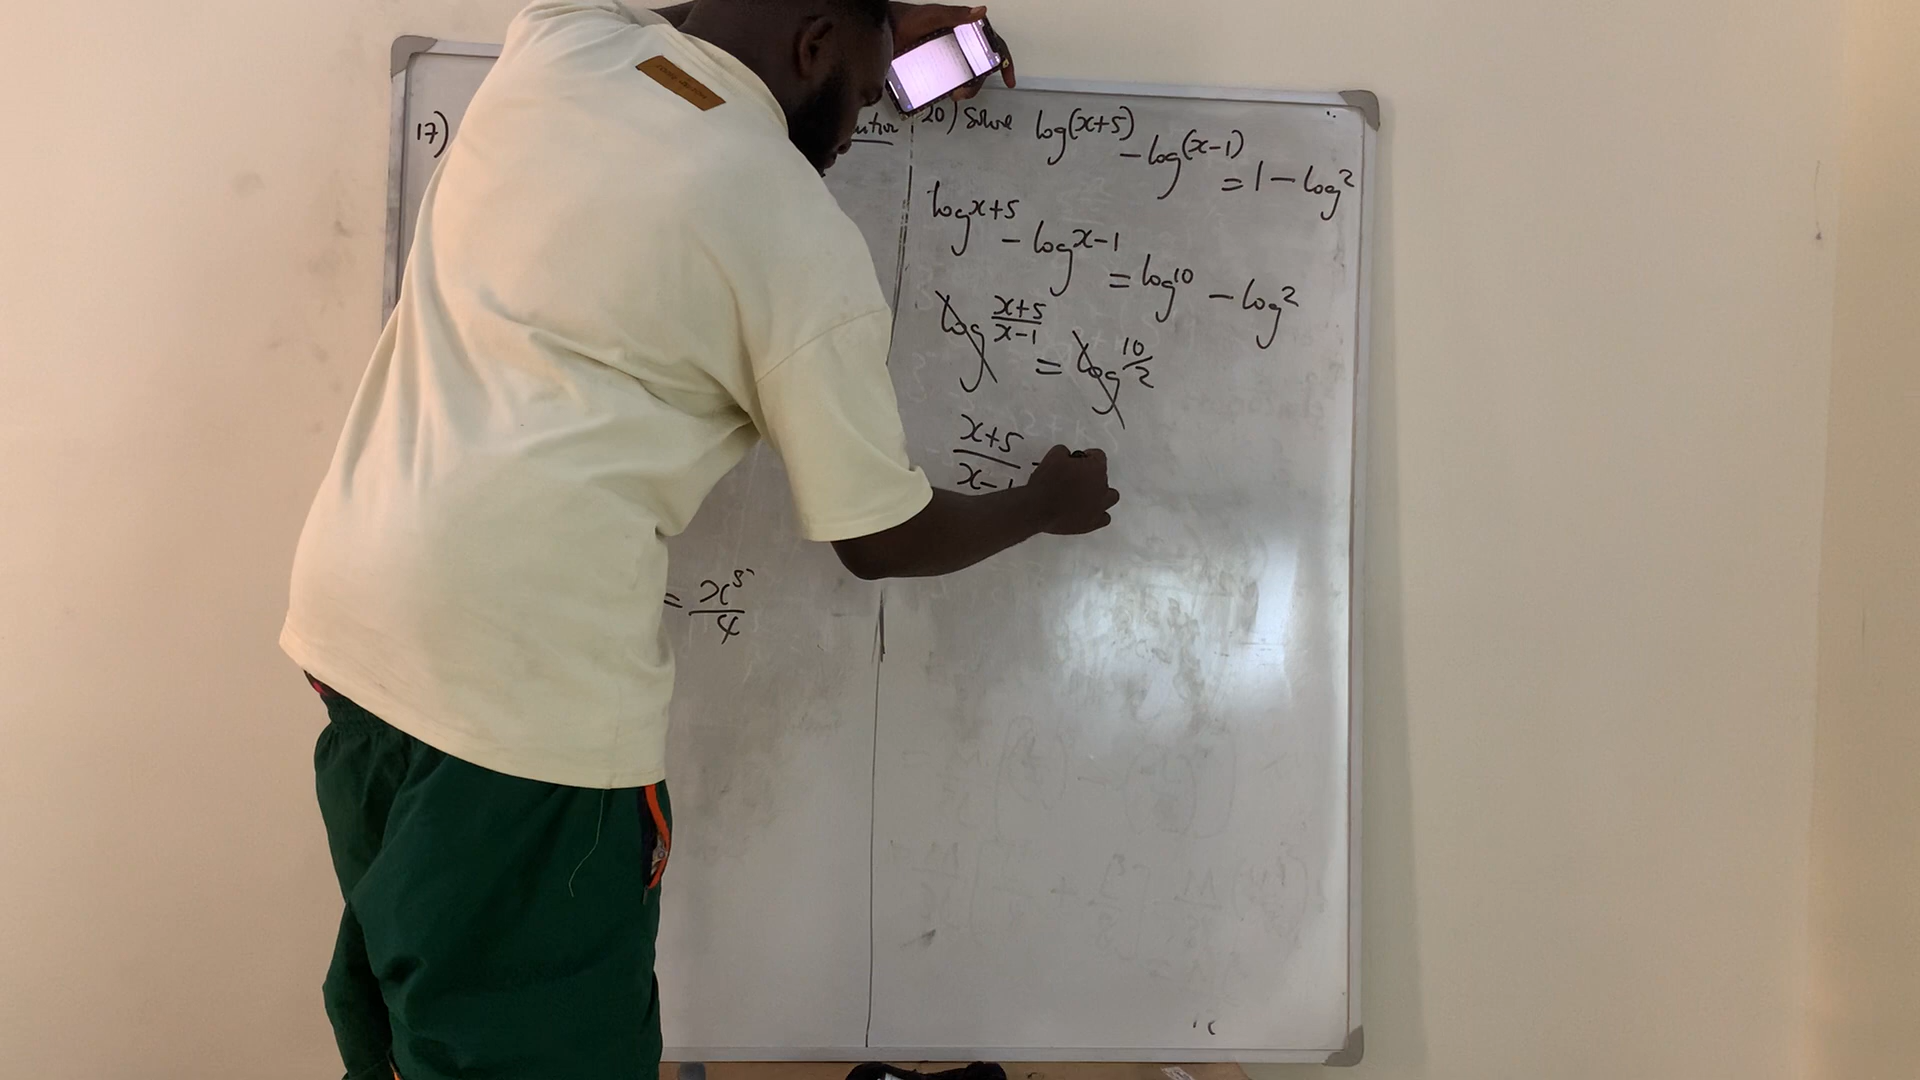 17)
= x⁵/4
20) Solve log(x+5) - log(x-1) = 1 - log2
log x+5 - log x-1 = log10 - log2
log x+5/x-1 = log 10/2
x+5/x-1